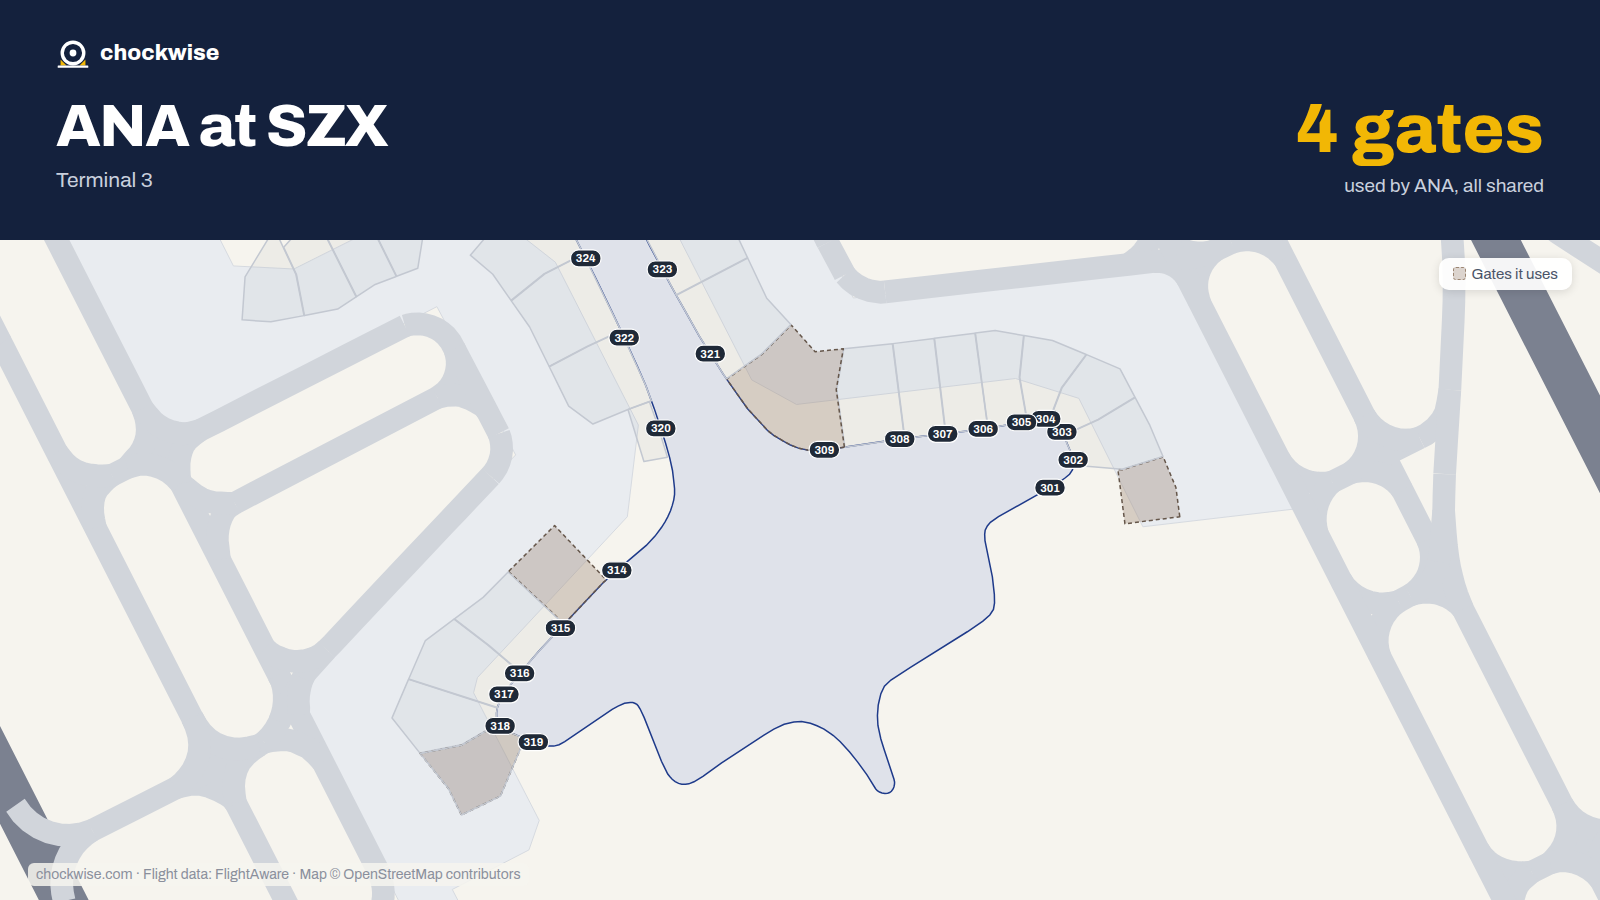 chockwise
ANA at SZX
Terminal 3
4 gates
used by ANA, all shared
Gates it uses
324
323
322
321
320
309
308
307
306
305
304
303
302
301
314
315
316
317
318
319
chockwise.com · Flight data: FlightAware · Map © OpenStreetMap contributors